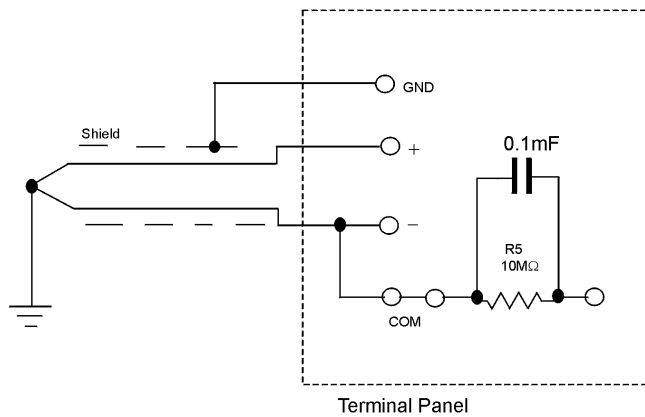 GND
Shield
+
0.1mF
−
R5
10MΩ
COM
Terminal Panel